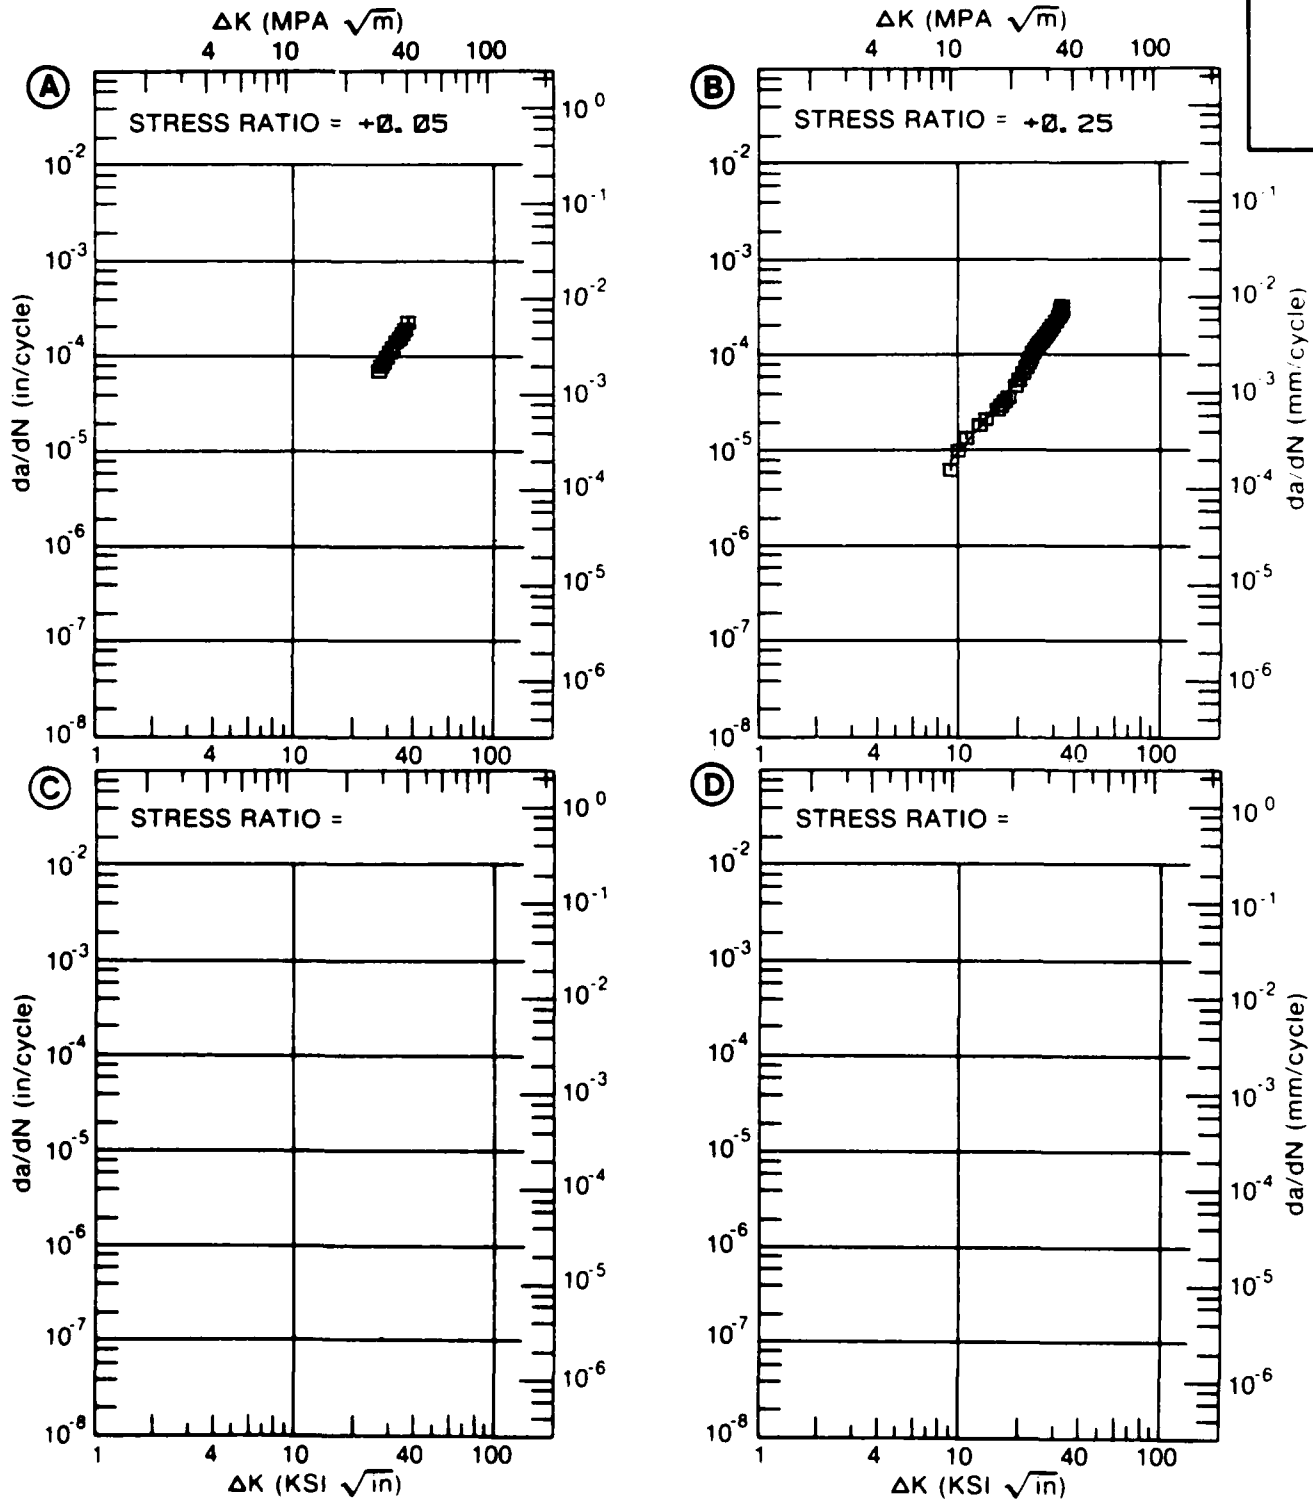 ΔK (MPA √m)
4 10 40 100
A
STRESS RATIO = +0.05
10^0
10^-2
10^-1
10^-3
10^-2
10^-4
10^-3
10^-5
10^-4
10^-6
10^-5
10^-7
10^-6
10^-8
1 4 10 40 100
da/dN (in/cycle)
ΔK (MPA √m)
4 10 40 100
B
STRESS RATIO = +0.25
10^-2
10^-1
10^-3
10^-2
10^-4
10^-3
10^-5
10^-4
10^-6
10^-5
10^-7
10^-6
10^-8
1 4 10 40 100
da/dN (mm/cycle)
C
STRESS RATIO =
10^0
10^-2
10^-1
10^-3
10^-2
10^-4
10^-3
10^-5
10^-4
10^-6
10^-5
10^-7
10^-6
10^-8
1 4 10 40 100
da/dN (in/cycle)
ΔK (KSI √in)
D
STRESS RATIO =
10^0
10^-2
10^-1
10^-3
10^-2
10^-4
10^-3
10^-5
10^-4
10^-6
10^-5
10^-7
10^-6
10^-8
1 4 10 40 100
da/dN (mm/cycle)
ΔK (KSI √in)